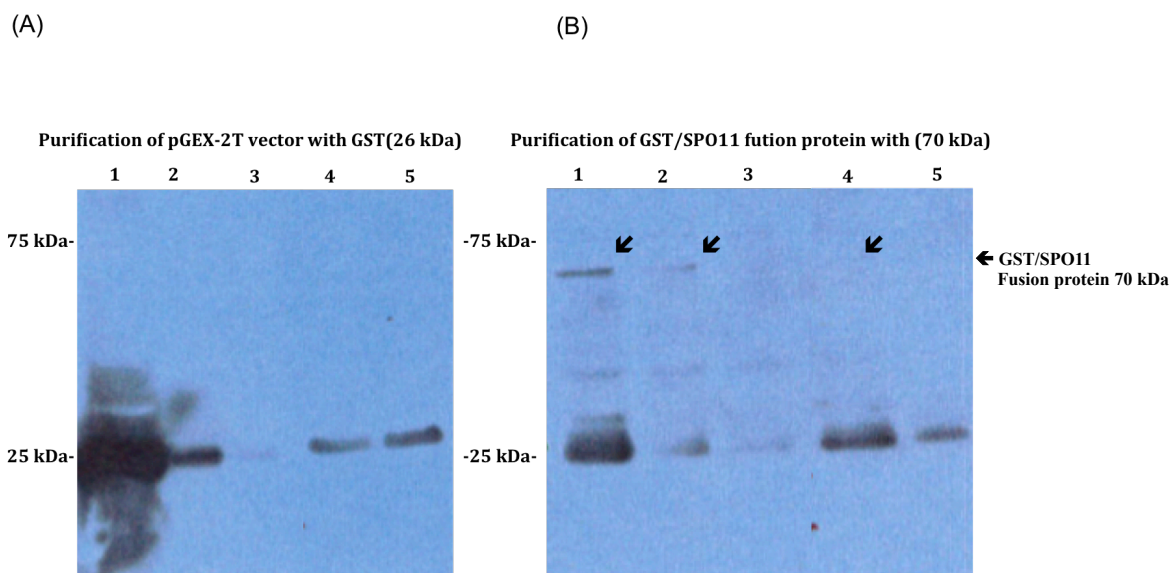 (A)
(B)
Purification of pGEX-2T vector with GST(26 kDa)
1 2 3 4 5
75 kDa-
25 kDa-
Purification of GST/SPO11 fution protein with (70 kDa)
1 2 3 4 5
-75 kDa-
-25 kDa-
GST/SPO11
Fusion protein 70 kDa